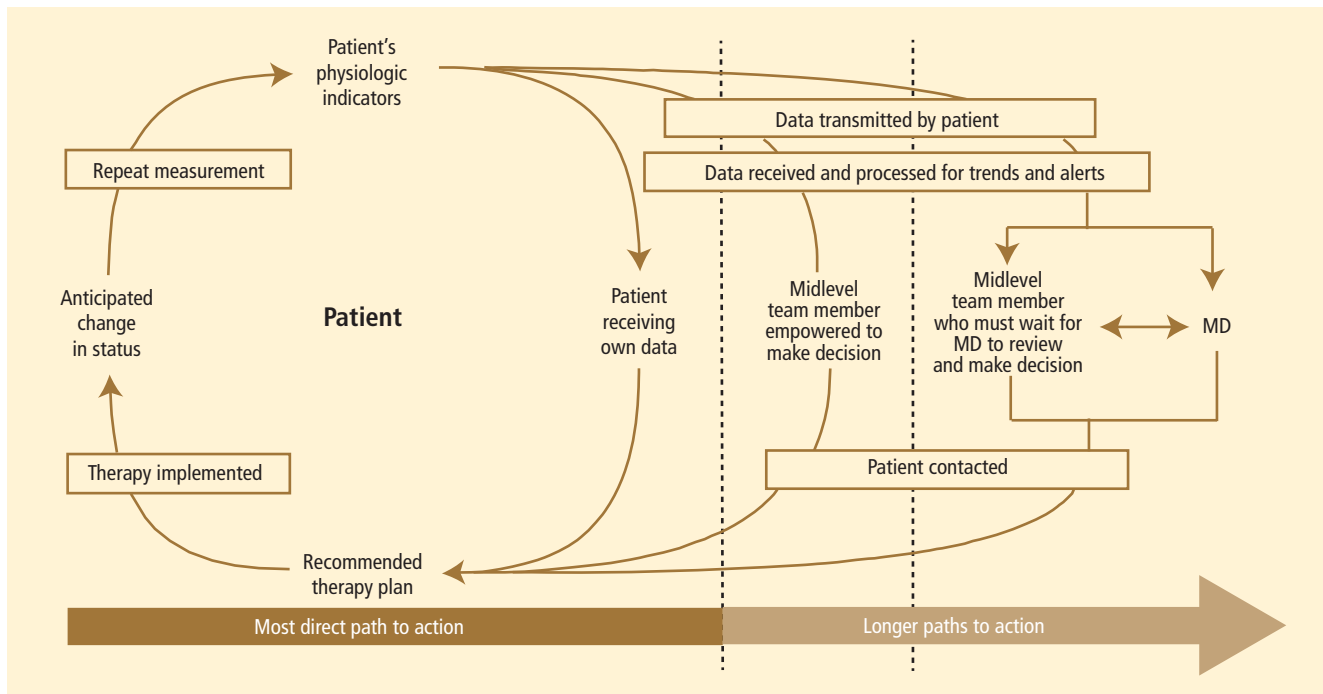 Patient's
physiologic
indicators
Data transmitted by patient
Repeat measurement
Data received and processed for trends and alerts
Anticipated
change
in status
Patient
Patient
receiving
own data
Midlevel
team member
empowered to
make decision
Midlevel
team member
who must wait for
MD to review
and make decision
MD
Therapy implemented
Patient contacted
Recommended
therapy plan
Most direct path to action
Longer paths to action